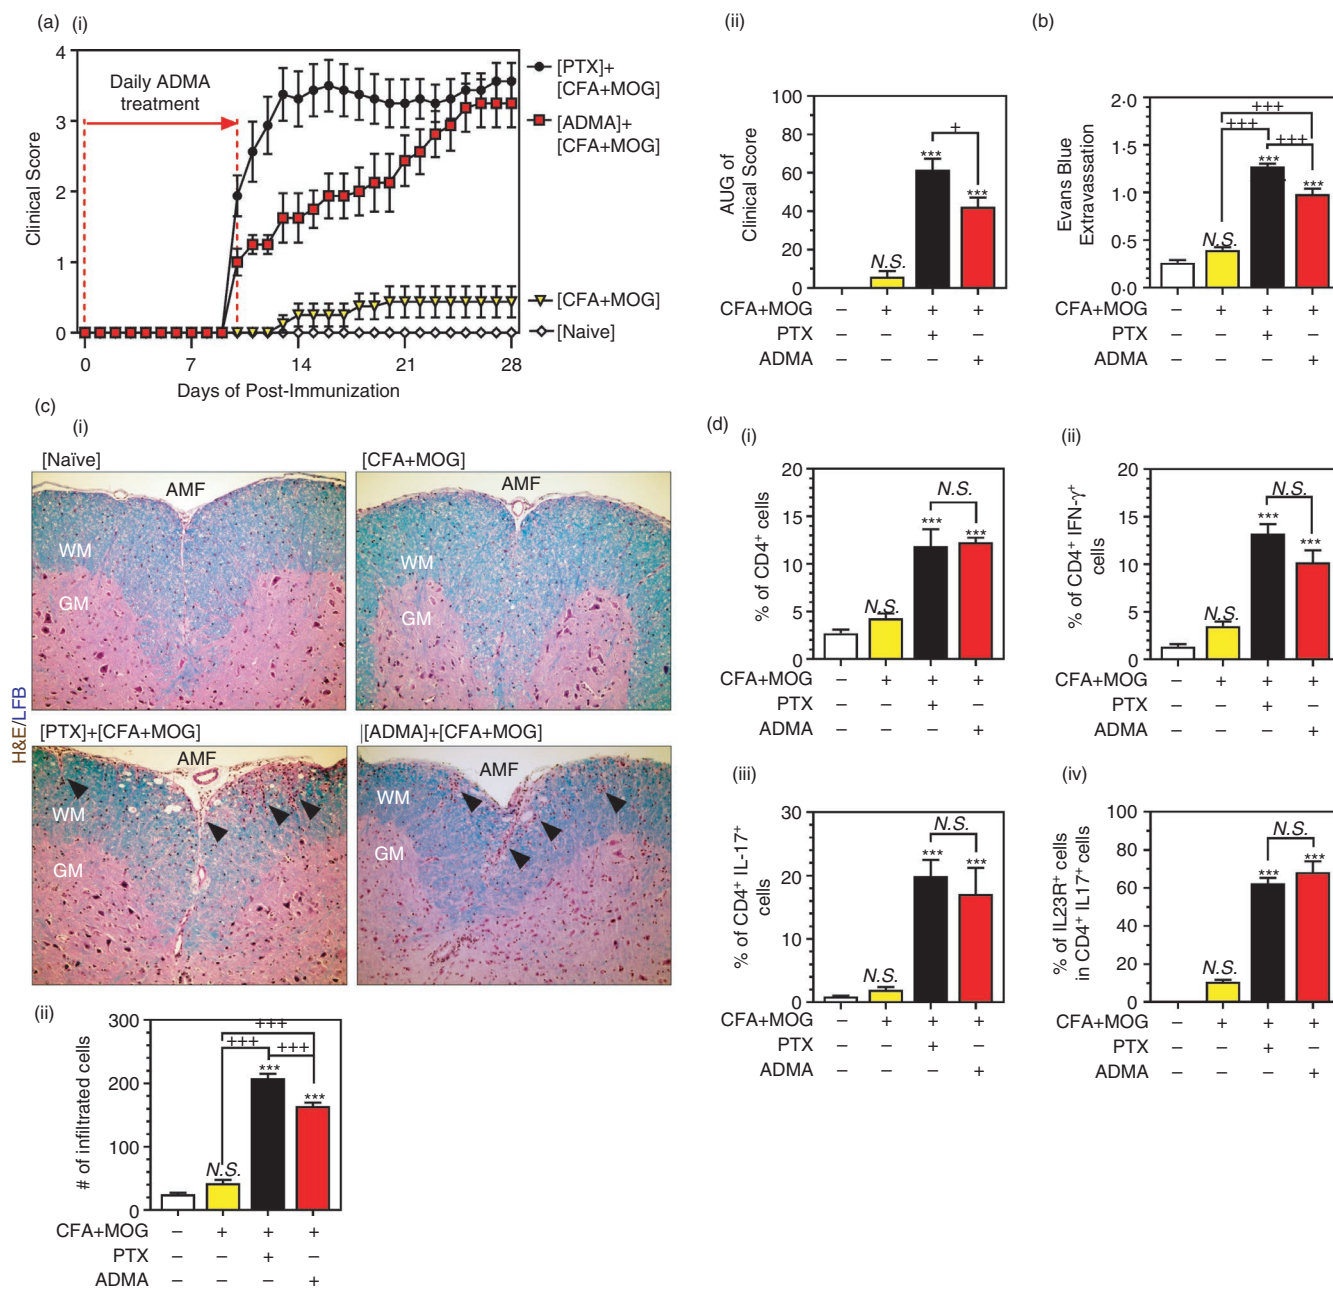 (a) (i)
4
3
2
1
0
Clinical Score
Daily ADMA
treatment
[PTX]+
[CFA+MOG]
[ADMA]+
[CFA+MOG]
[CFA+MOG]
[Naive]
0 7 14 21 28
Days of Post-Immunization
(ii)
100
80
60
40
20
0
AUG of
Clinical Score
N.S.
***
***
+
CFA+MOG – + + +
PTX – – + –
ADMA – – – +
(b)
2·0
1·5
1·0
0·5
0·0
Evans Blue
Extravassation
+++
+++
+++
N.S.
***
***
CFA+MOG – + + +
PTX – – + –
ADMA – – – +
(c)
(i)
[Naïve]
AMF
WM
GM
[CFA+MOG]
AMF
WM
GM
H&E/LFB
[PTX]+[CFA+MOG]
AMF
WM
GM
[ADMA]+[CFA+MOG]
AMF
WM
GM
(ii)
300
200
100
0
# of infiltrated cells
+++
+++
+++
N.S.
***
***
CFA+MOG – + + +
PTX – – + –
ADMA – – – +
(d) (i)
20
15
10
5
0
% of CD4⁺ cells
N.S.
N.S.
***
***
CFA+MOG – + + +
PTX – – + –
ADMA – – – +
(ii)
20
15
10
5
0
% of CD4⁺ IFN-γ⁺
cells
N.S.
N.S.
***
***
CFA+MOG – + + +
PTX – – + –
ADMA – – – +
(iii)
30
20
10
0
% of CD4⁺ IL-17⁺
cells
N.S.
N.S.
***
***
CFA+MOG – + + +
PTX – – + –
ADMA – – – +
(iv)
100
80
60
40
20
0
% of IL23R⁺ cells
in CD4⁺ IL17⁺ cells
N.S.
N.S.
***
***
CFA+MOG – + + +
PTX – – + –
ADMA – – – +